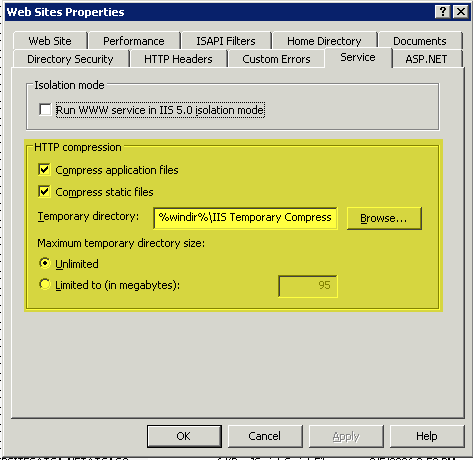 Web Sites Properties
Web Site Performance ISAPI Filters Home Directory Documents
Directory Security HTTP Headers Custom Errors Service ASP.NET
Isolation mode
Run WWW service in IIS 5.0 isolation mode
HTTP compression
Compress application files
Compress static files
Temporary directory: %windir%\IIS Temporary Compress Browse...
Maximum temporary directory size:
Unlimited
Limited to (in megabytes): 95
OK Cancel Apply Help